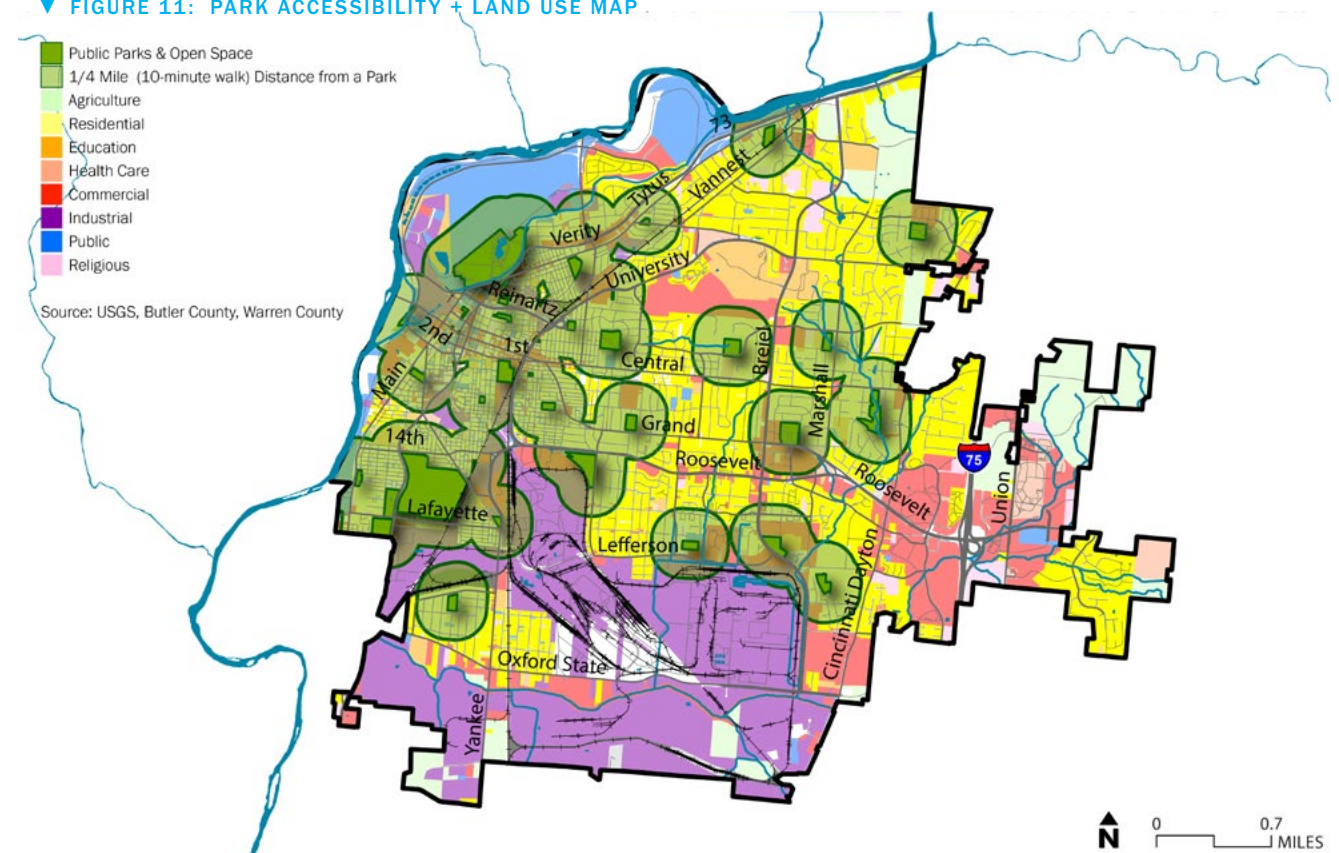 ▼ FIGURE 11: PARK ACCESSIBILITY + LAND USE MAP
Public Parks & Open Space
1/4 Mile (10-minute walk) Distance from a Park
Agriculture
Residential
Education
Health Care
Commercial
Industrial
Public
Religious
Source: USGS, Butler County, Warren County
73
Tytus
Vannest
Verity
University
Reinartz
2nd
1st
Central
Breiel
Main
Marshall
Grand
14th
Roosevelt
75
Roosevelt
Union
Lafayette
Lefferson
Cincinnati Dayton
Oxford State
Yankee
N
0 0.7
MILES